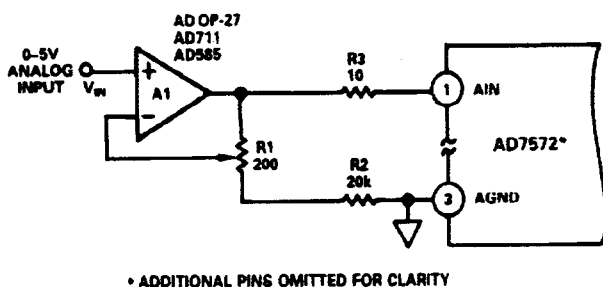 AD OP-27
AD711
AD585
0–5V
ANALOG
INPUT
VIN
+
A1
−
R3
10
1
AIN
AD7572*
R1
200
R2
20k
3
AGND
* ADDITIONAL PINS OMITTED FOR CLARITY